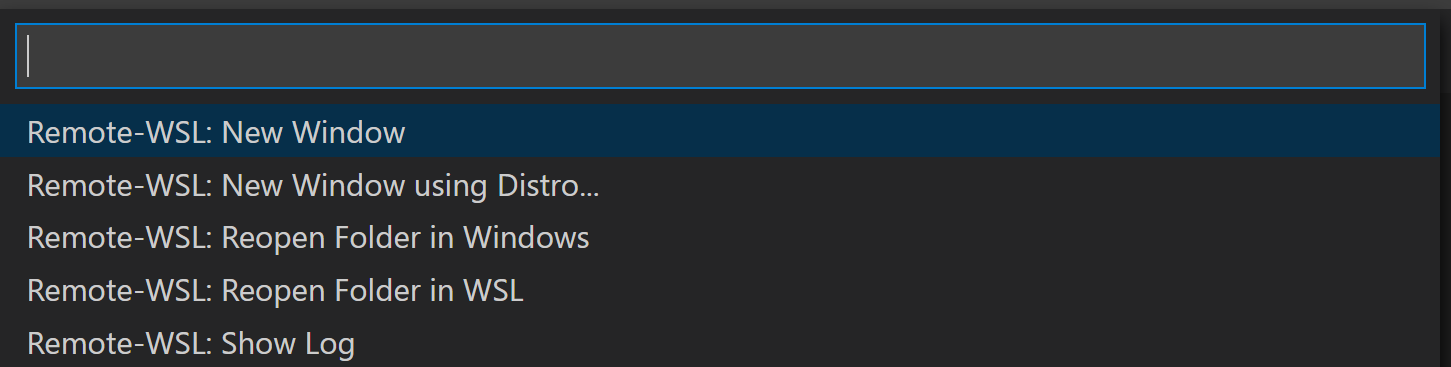 Remote-WSL: New Window
Remote-WSL: New Window using Distro...
Remote-WSL: Reopen Folder in Windows
Remote-WSL: Reopen Folder in WSL
Remote-WSL: Show Log